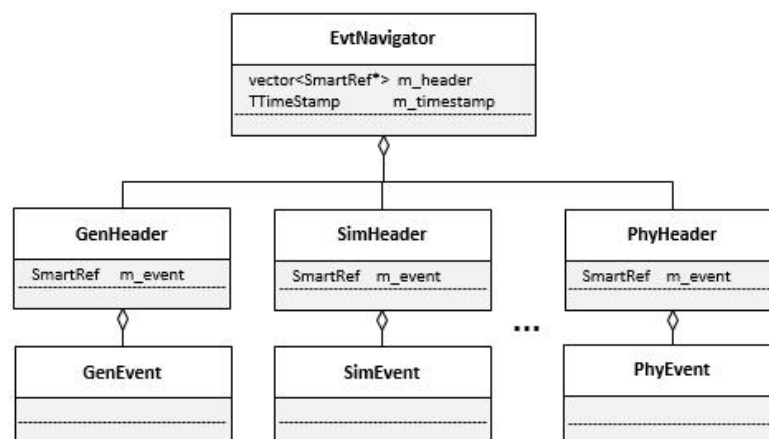 EvtNavigator
vector<SmartRef*> m_header
TTimeStamp m_timestamp
GenHeader
SmartRef m_event
SimHeader
SmartRef m_event
PhyHeader
SmartRef m_event
...
GenEvent
SimEvent
PhyEvent